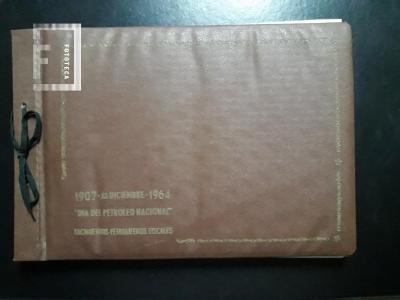 FOTOTECA
1907 - 13 DICIEMBRE - 1964
"DIA DEL PETROLEO NACIONAL"
YACIMIENTOS PETROLIFEROS FISCALES